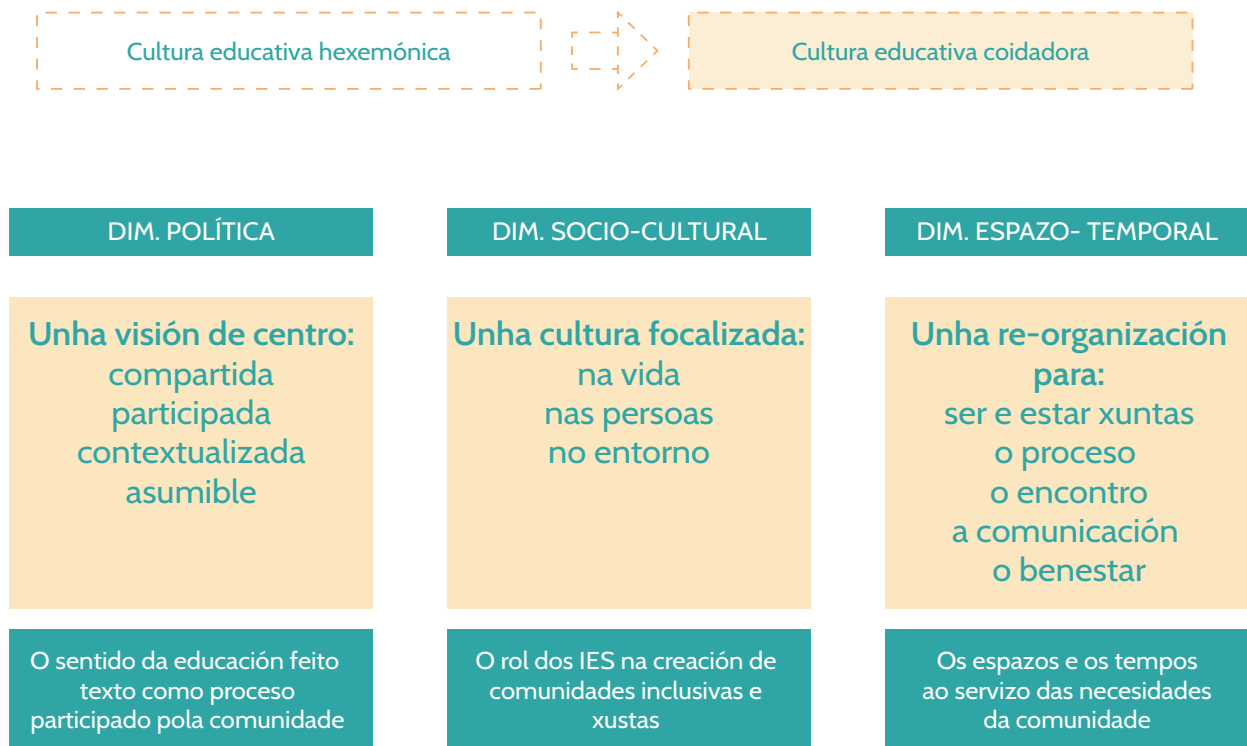 Cultura educativa hexemónica
Cultura educativa coidadora
DIM. POLÍTICA
Unha visión de centro:
compartida
participada
contextualizada
asumible
O sentido da educación feito
texto como proceso
participado pola comunidade
DIM. SOCIO-CULTURAL
Unha cultura focalizada:
na vida
nas persoas
no entorno
O rol dos IES na creación de
comunidades inclusivas e
xustas
DIM. ESPAZO- TEMPORAL
Unha re-organización
para:
ser e estar xuntas
o proceso
o encontro
a comunicación
o benestar
Os espazos e os tempos
ao servizo das necesidades
da comunidade